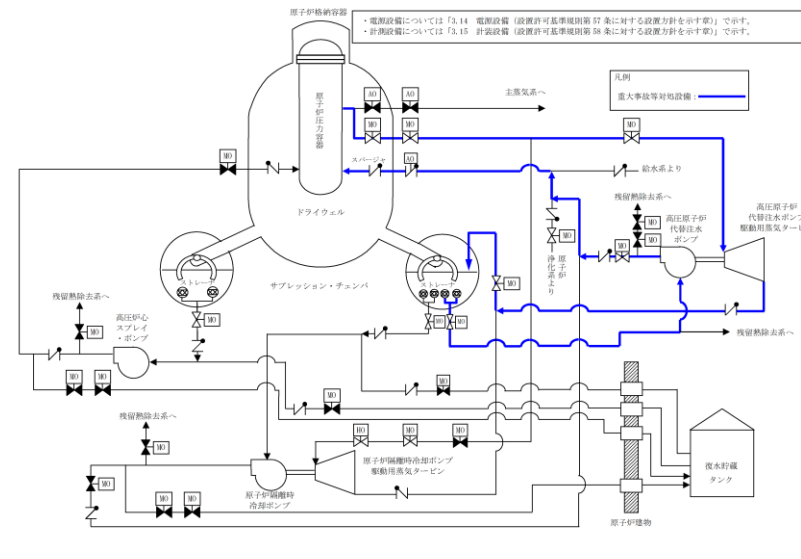 原子炉格納容器
・電源設備については「3.14　電源設備（設置許可基準規則第 57 条に対する設置方針を示す章）」で示す。
・計測設備については「3.15　計装設備（設置許可基準規則第 58 条に対する設置方針を示す章）」で示す。
凡例
重大事故等対処設備：
原子炉圧力容器
AO
AO
主蒸気系へ
MO
MO
MO
MO
スパージャ
AO
給水系より
ドライウェル
残留熱除去系へ
MO
MO
MO
高圧原子炉
代替注水
ポンプ
高圧原子炉
代替注水ポンプ
駆動用蒸気タービ
原子炉
浄化系より
MO
ストレーナ
サプレッション・チェンバ
ストレーナ
MO
残留熱除去系へ
MO
高圧炉心
スプレイ
・ポンプ
MO
MO
MO
残留熱除去系へ
MO
MO
MO
MO
残留熱除去系へ
MO
HO
MO
MO
原子炉隔離時冷却ポンプ
駆動用蒸気タービン
MO
原子炉隔離時
冷却ポンプ
MO
MO
復水貯蔵
タンク
原子炉建物